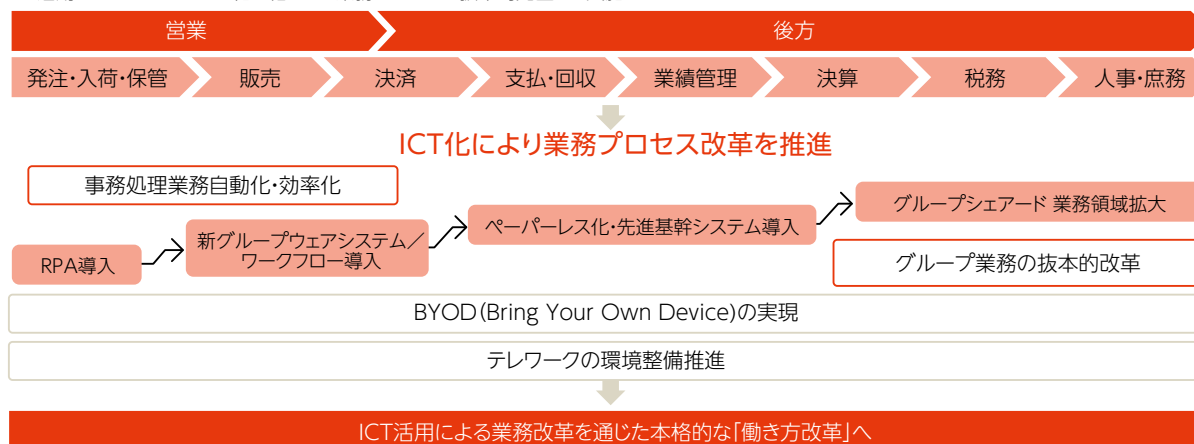 営業
後方
発注・入荷・保管
販売
決済
支払・回収
業績管理
決算
税務
人事・庶務
ICT化により業務プロセス改革を推進
事務処理業務自動化・効率化
RPA導入
新グループウェアシステム／
ワークフロー導入
ペーパーレス化・先進基幹システム導入
グループシェアード 業務領域拡大
グループ業務の抜本的改革
BYOD(Bring Your Own Device)の実現
テレワークの環境整備推進
ICT活用による業務改革を通じた本格的な「働き方改革」へ